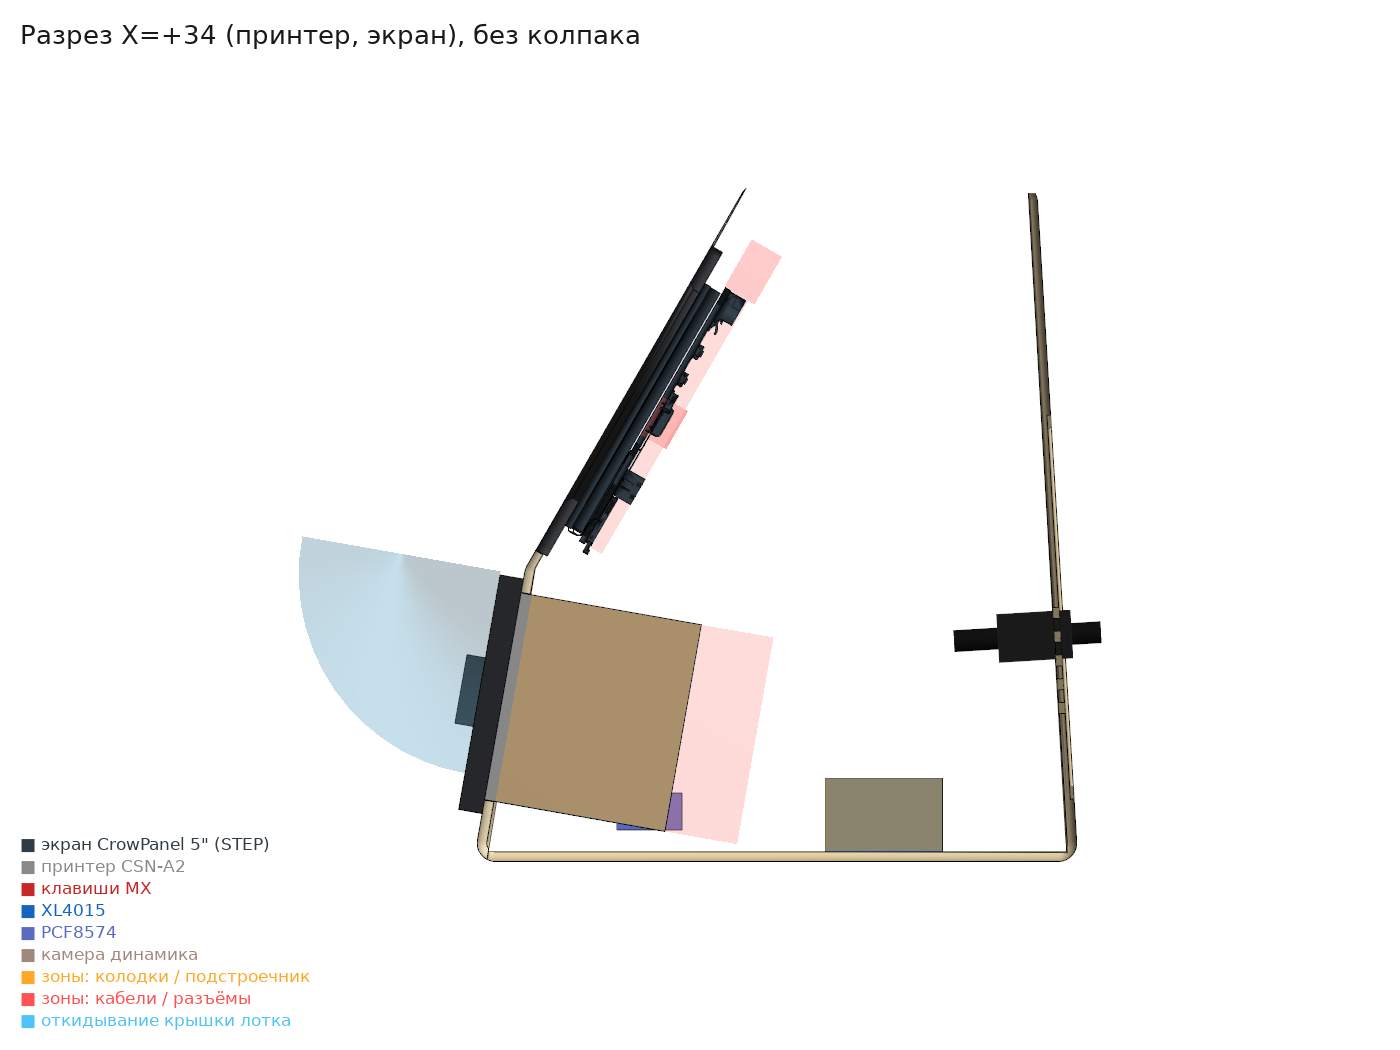 Разрез X=+34 (принтер, экран), без колпака
экран CrowPanel 5" (STEP)
принтер CSN-A2
клавиши MX
XL4015
PCF8574
камера динамика
зоны: колодки / подстроечник
зоны: кабели / разъёмы
откидывание крышки лотка